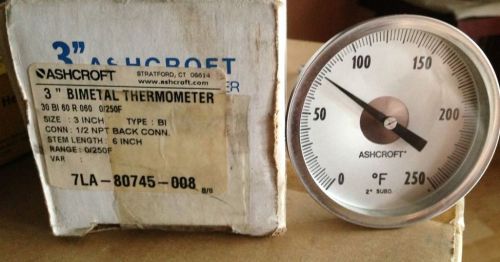 3" ASHCROFT
ASHCROFT
STRATFORD, CT 06614
www.ashcroft.com
3 " BIMETAL THERMOMETER
30 BI 60 R 060 0/250F
SIZE : 3 INCH TYPE : BI
CONN : 1/2 NPT BACK CONN.
STEM LENGTH : 6 INCH
RANGE : 0/250F
VAR :
7LA-80745-008
100 150
50 200
0 250
ASHCROFT
°F
2" SUBD.